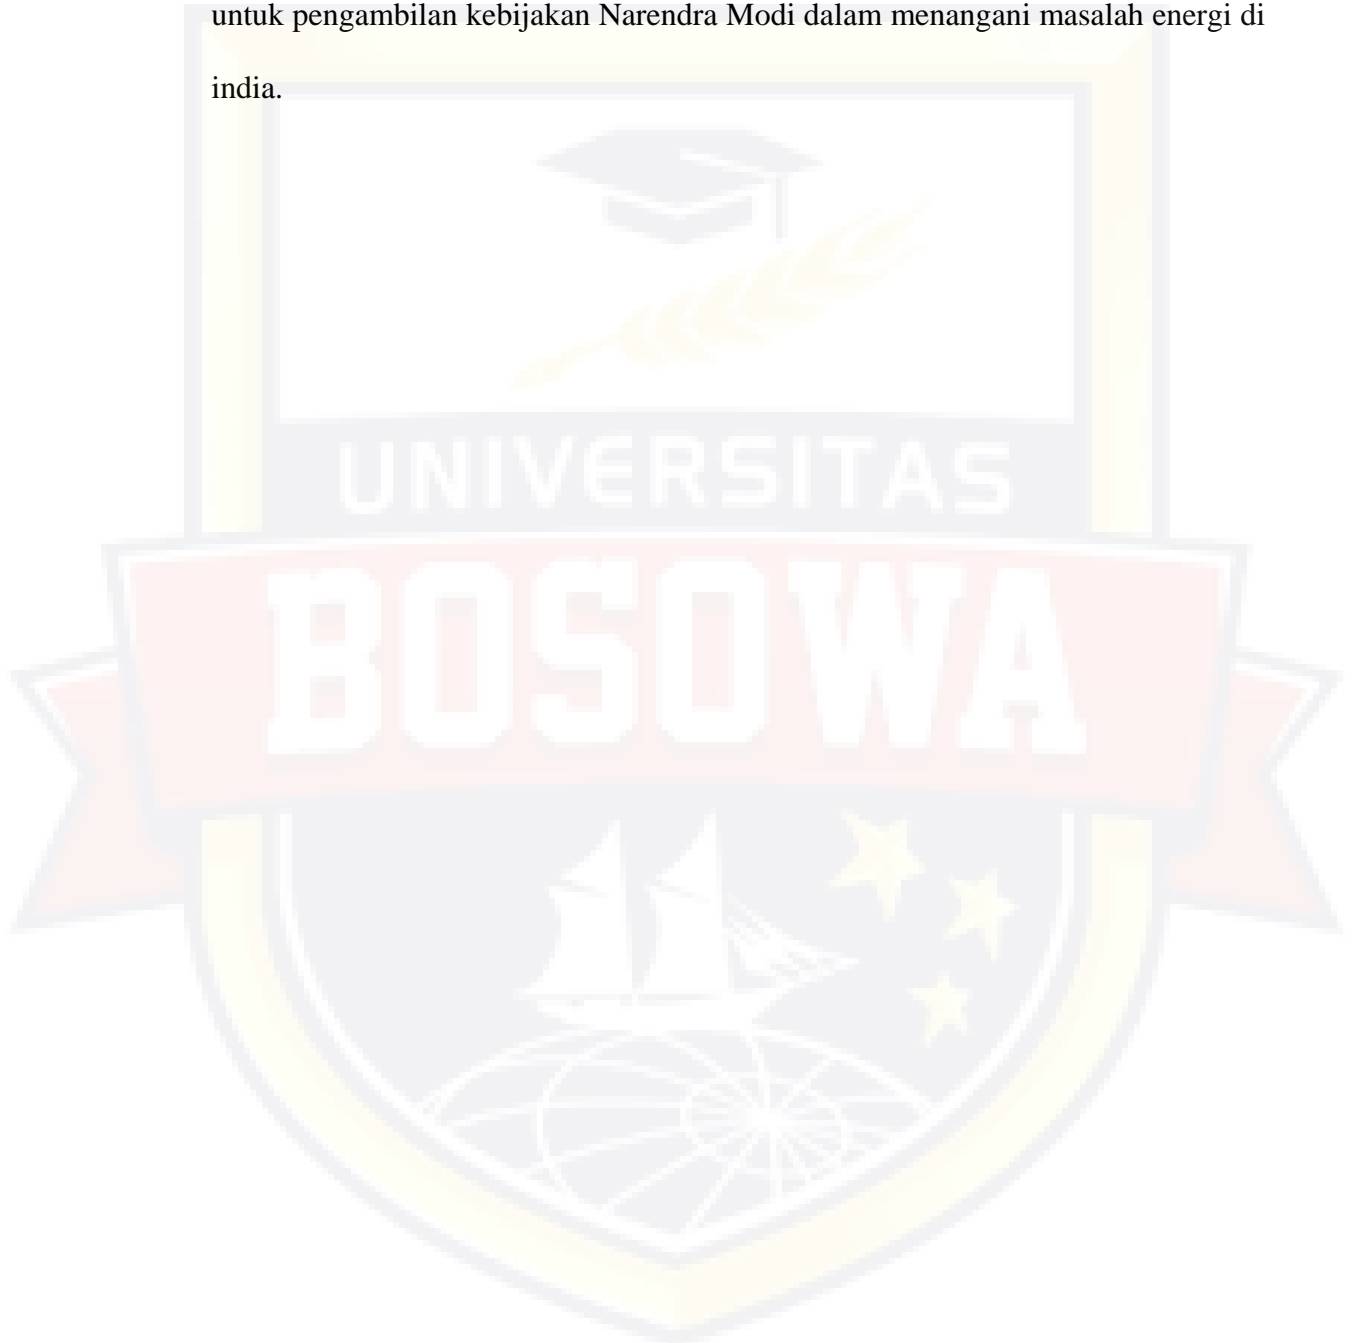 untuk pengambilan kebijakan Narendra Modi dalam menangani masalah energi di
india.
UNIVERSITAS
BOSOWA